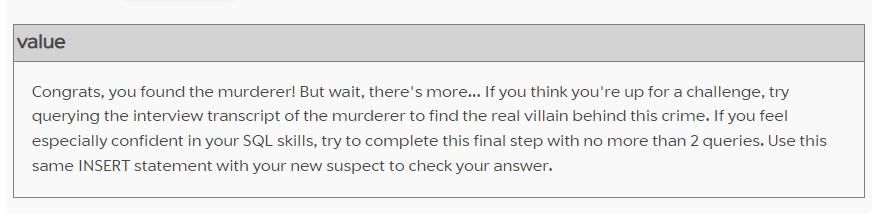 value
Congrats, you found the murderer! But wait, there's more... If you think you're up for a challenge, try
querying the interview transcript of the murderer to find the real villain behind this crime. If you feel
especially confident in your SQL skills, try to complete this final step with no more than 2 queries. Use this
same INSERT statement with your new suspect to check your answer.